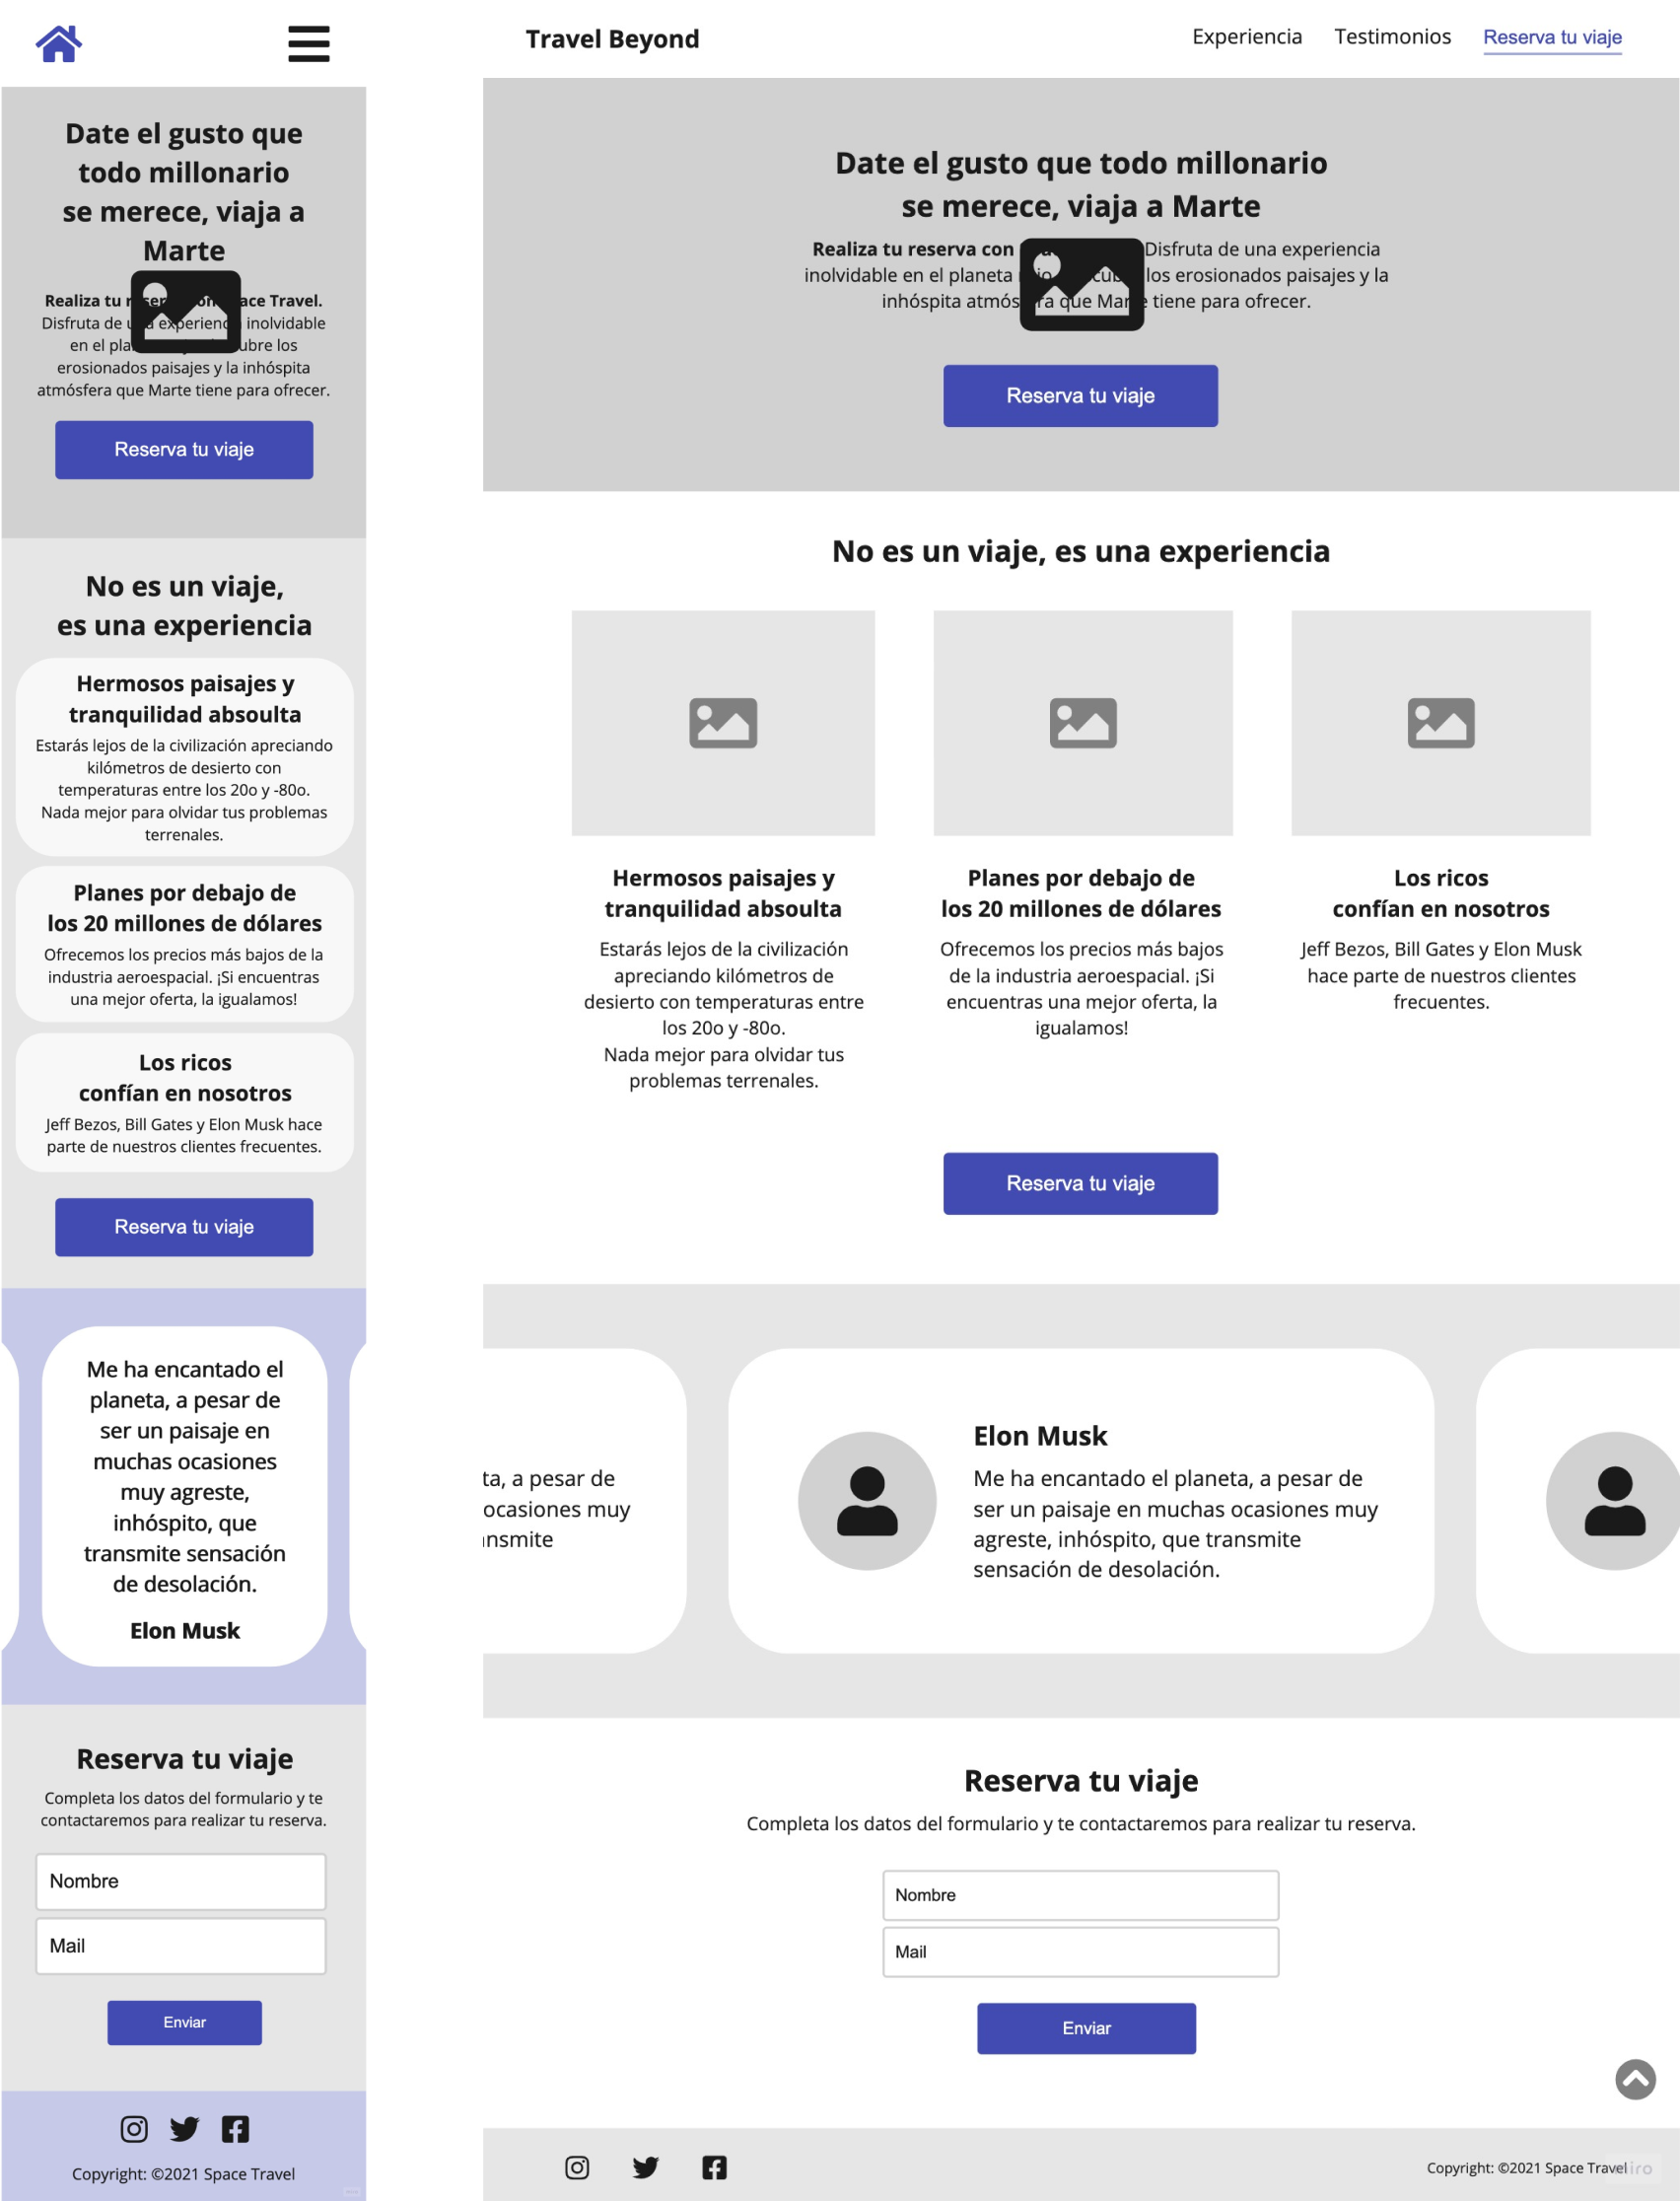 Date el gusto que
todo millonario
se merece, viaja a
Marte
Realiza tu ace Travel.
Disfruta de experiencia inolvidable
en el los
erosionados paisajes y la inhóspita
atmósfera que Marte tiene para ofrecer.
Reserva tu viaje
No es un viaje,
es una experiencia
Hermosos paisajes y
tranquilidad absoulta
Estarás lejos de la civilización apreciando
kilómetros de desierto con
temperaturas entre los 20o y -80o.
Nada mejor para olvidar tus problemas
terrenales.
Planes por debajo de
los 20 millones de dólares
Ofrecemos los precios más bajos de la
industria aeroespacial. ¡Si encuentras
una mejor oferta, la igualamos!
Los ricos
confían en nosotros
Jeff Bezos, Bill Gates y Elon Musk hace
parte de nuestros clientes frecuentes.
Reserva tu viaje
Me ha encantado el
planeta, a pesar de
ser un paisaje en
muchas ocasiones
muy agreste,
inhóspito, que
transmite sensación
de desolación.
Elon Musk
Reserva tu viaje
Completa los datos del formulario y te
contactaremos para realizar tu reserva.
Nombre
Mail
Enviar
Copyright: ©2021 Space Travel
Travel Beyond
Experiencia
Testimonios
Reserva tu viaje
Date el gusto que todo millonario
se merece, viaja a Marte
Realiza tu reserva con Disfruta de una experiencia
inolvidable en el planeta los erosionados paisajes y la
inhóspita que Marte tiene para ofrecer.
Reserva tu viaje
No es un viaje, es una experiencia
Hermosos paisajes y
tranquilidad absoulta
Estarás lejos de la civilización
apreciando kilómetros de
desierto con temperaturas entre
los 20o y -80o.
Nada mejor para olvidar tus
problemas terrenales.
Planes por debajo de
los 20 millones de dólares
Ofrecemos los precios más bajos
de la industria aeroespacial. ¡Si
encuentras una mejor oferta, la
igualamos!
Los ricos
confían en nosotros
Jeff Bezos, Bill Gates y Elon Musk
hace parte de nuestros clientes
frecuentes.
Reserva tu viaje
ta, a pesar de
ocasiones muy
nsmite
Elon Musk
Me ha encantado el planeta, a pesar de
ser un paisaje en muchas ocasiones muy
agreste, inhóspito, que transmite
sensación de desolación.
Reserva tu viaje
Completa los datos del formulario y te contactaremos para realizar tu reserva.
Nombre
Mail
Enviar
Copyright: ©2021 Space Travel
miro